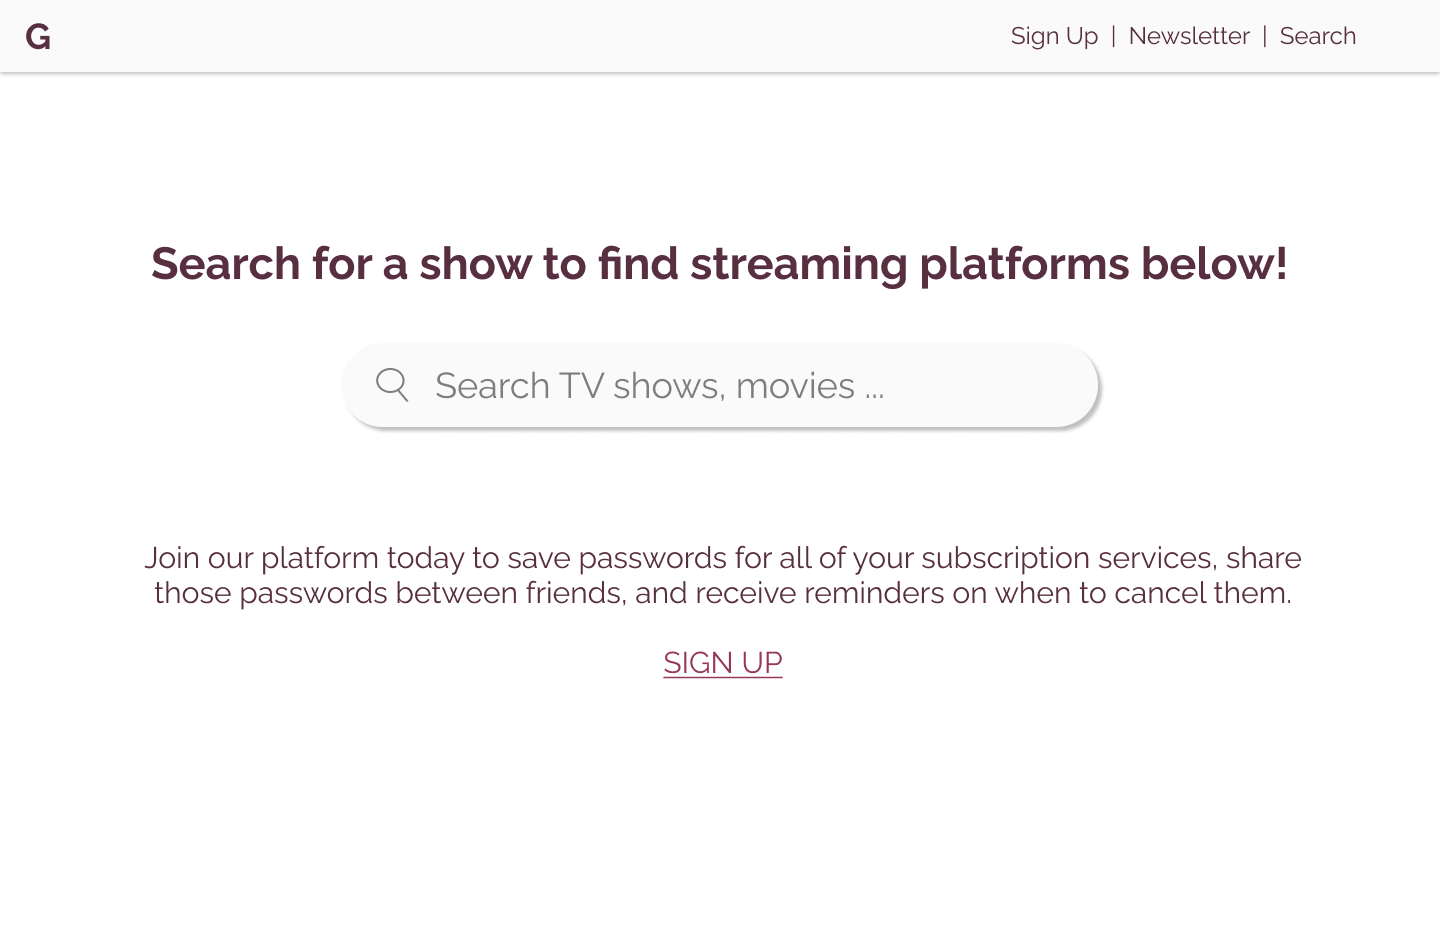 G
Sign Up | Newsletter | Search
Search for a show to find streaming platforms below!
Search TV shows, movies ...
Join our platform today to save passwords for all of your subscription services, share
those passwords between friends, and receive reminders on when to cancel them.
SIGN UP